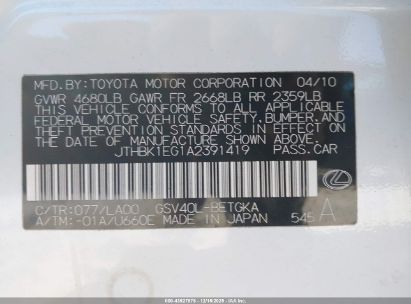 MFD.BY:TOYOTA MOTOR CORPORATION 04/10
GVWR 4680LB GAWR FR 2668LB RR 2359LB
THIS VEHICLE CONFORMS TO ALL APPLICABLE
FEDERAL MOTOR VEHICLE SAFETY,BUMPER,AND
THEFT PREVENTION STANDARDS IN EFFECT ON
THE DATE OF MANUFACTURE SHOWN ABOVE.
JTHBK1EG1A2391419 PASS.CAR
C/TR:077/LA00 GSV40L-BETGKA
A/TM:-01A/U660E MADE IN JAPAN 545 A